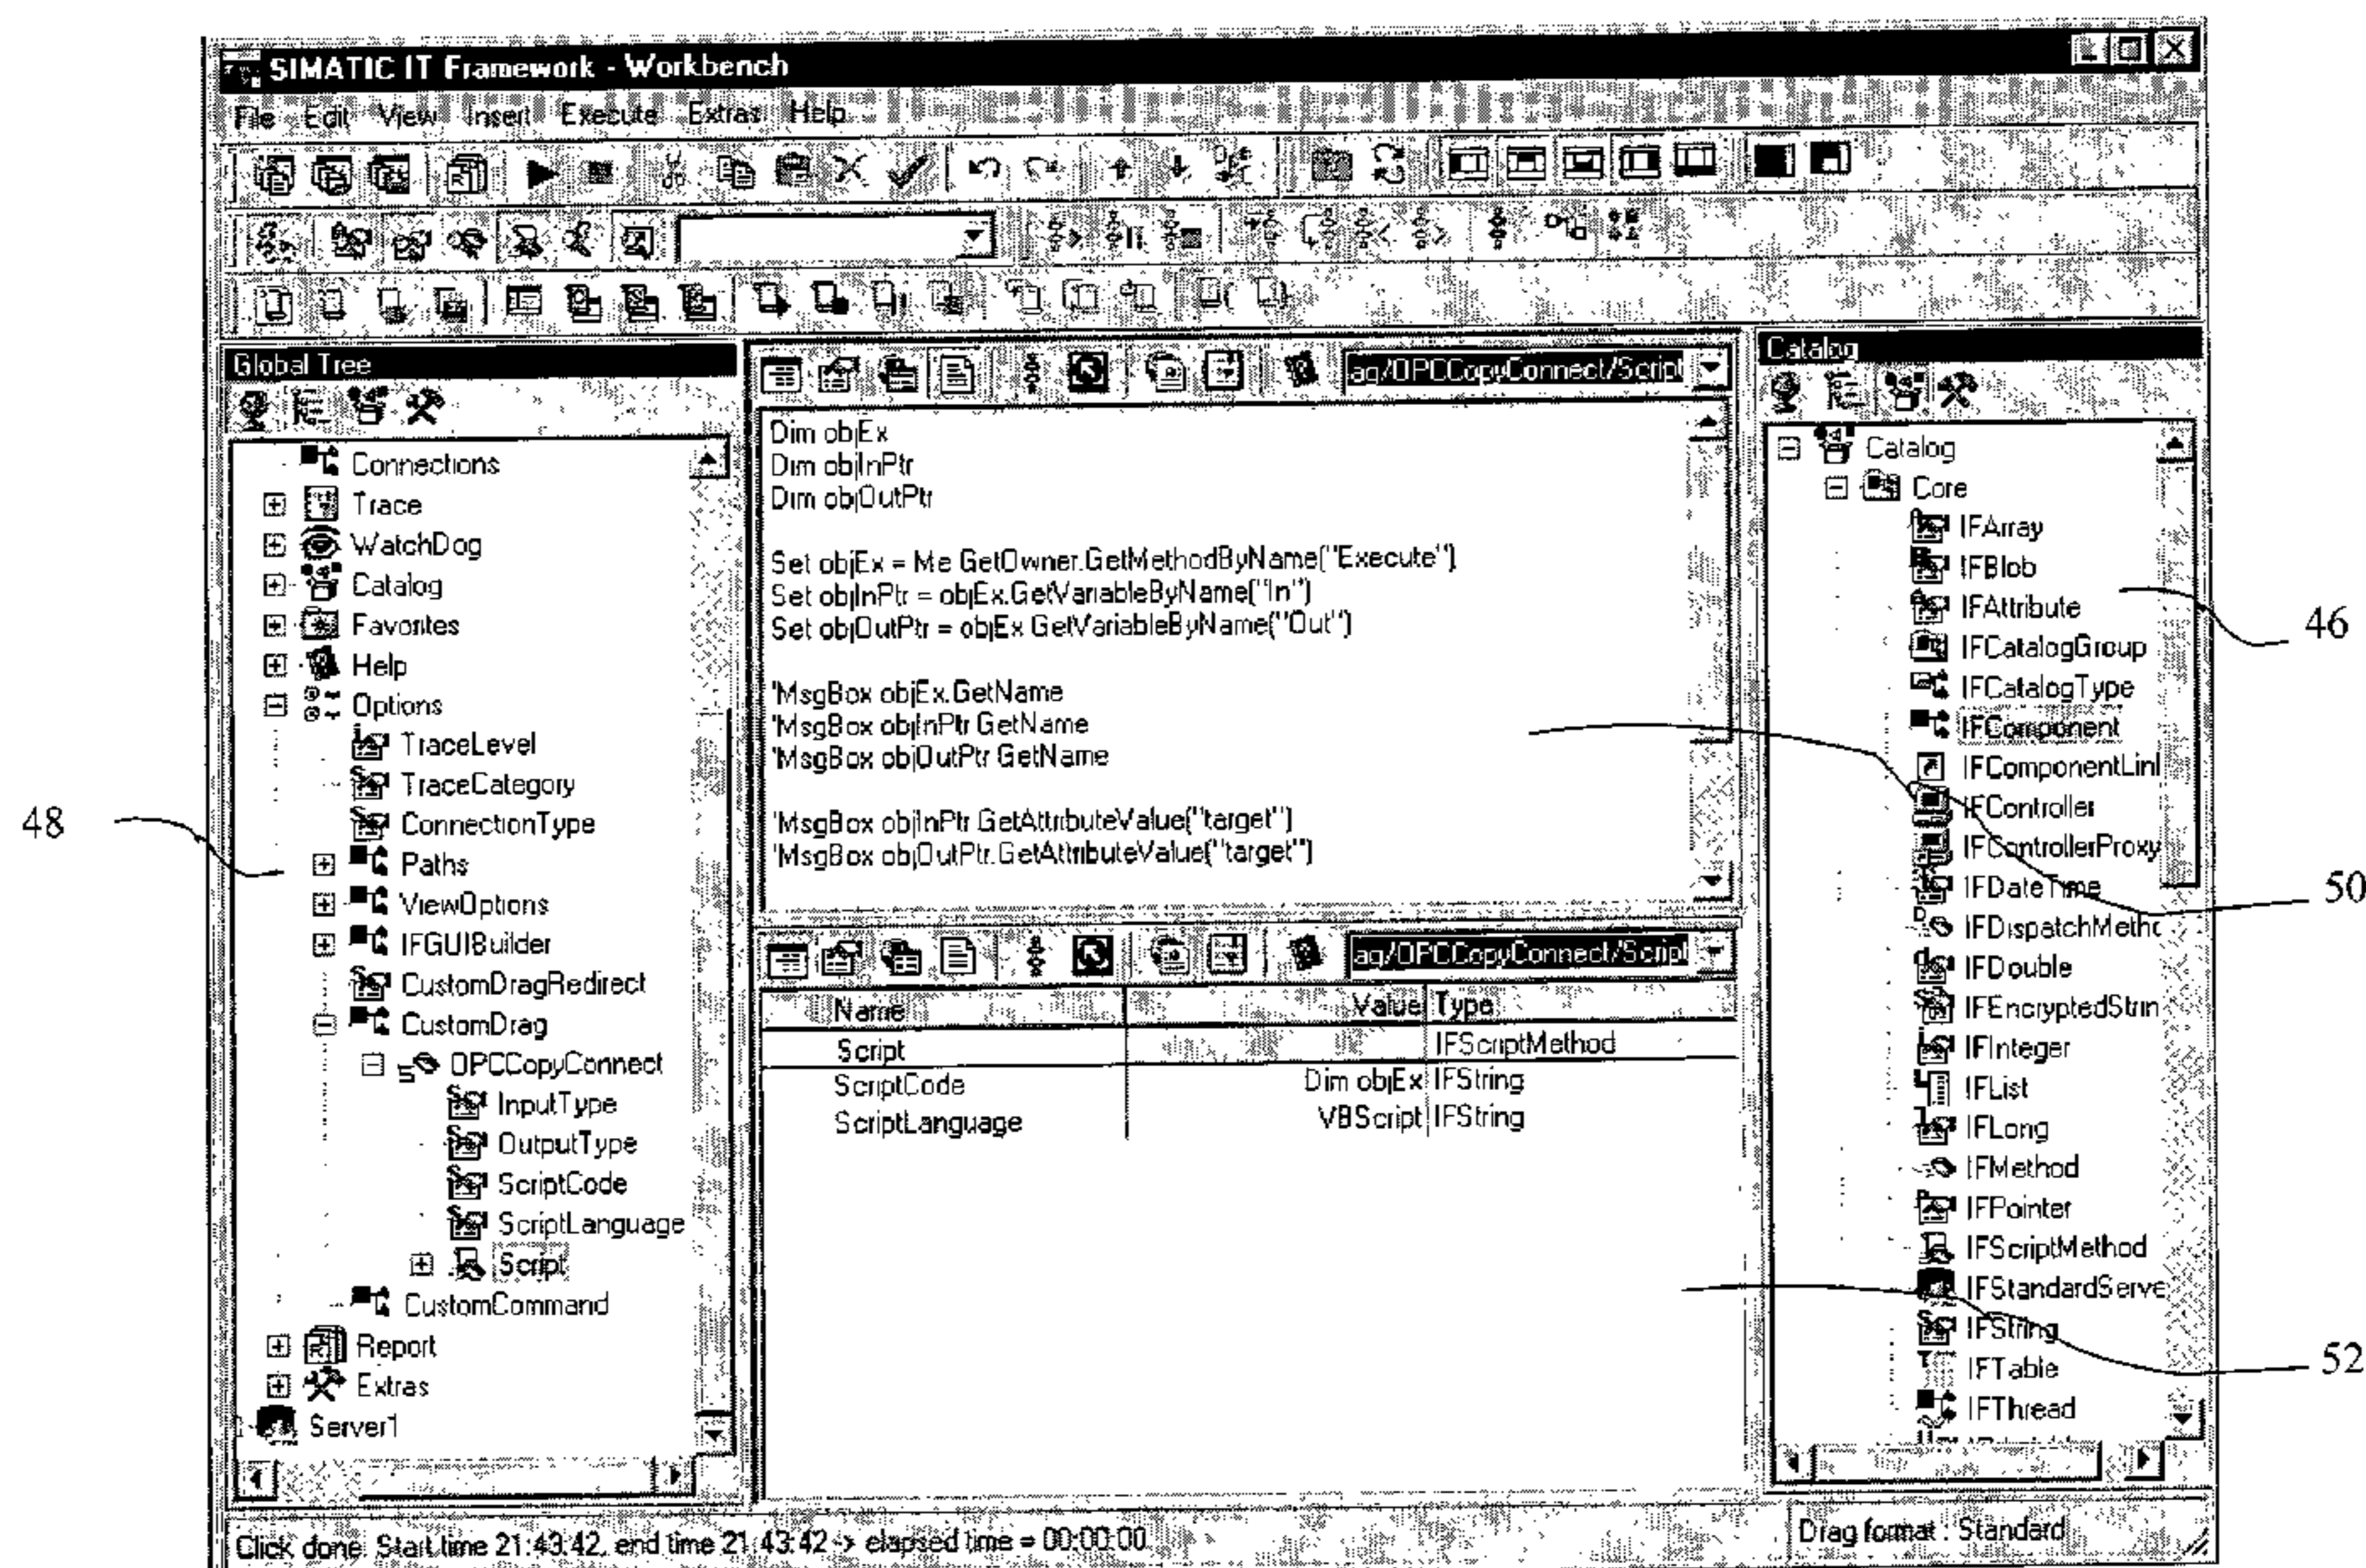 SIMATIC IT Framework - Workbench
File Edit View Insert Execute Extras Help
Global Tree
Connections
Trace
WatchDog
Catalog
Favorites
Help
Options
TraceLevel
TraceCategory
ConnectionType
Paths
ViewOptions
IFGUIBuilder
CustomDragRedirect
CustomDrag
OPCCopyConnect
InputType
OutputType
ScriptCode
ScriptLanguage
Script
CustomCommand
Report
Extras
Server1
48
ag/OPCCopyConnect/Script
Dim objEx
Dim objInPtr
Dim objOutPtr
Set objEx = Me GetOwner.GetMethodByName("Execute")
Set objInPtr = objEx.GetVariableByName("In")
Set objOutPtr = objEx GetVariableByName("Out")
'MsgBox objEx.GetName
'MsgBox objInPtr GetName
'MsgBox objOutPtr GetName
'MsgBox objInPtr GetAttributeValue("target")
'MsgBox objOutPtr.GetAttributeValue("target")
ag/OPCCopyConnect/Script
Name Value Type
Script IFScriptMethod
ScriptCode Dim objEx IFString
ScriptLanguage VBScript IFString
Catalog
Catalog
Core
IFArray
IFBlob
IFAttribute
IFCatalogGroup
IFCatalogType
IFComponent
IFComponentLinl
IFController
IFControllerProxy
IFDateTime
IFDispatchMethc
IFDouble
IFEncryptedStrin
IFInteger
IFList
IFLong
IFMethod
IFPointer
IFScriptMethod
IFStandardServe
IFString
IFTable
IFThread
46
50
52
Click done. Start time 21:43:42, end time 21:43:42 -> elapsed time = 00:00:00
Drag format : Standard